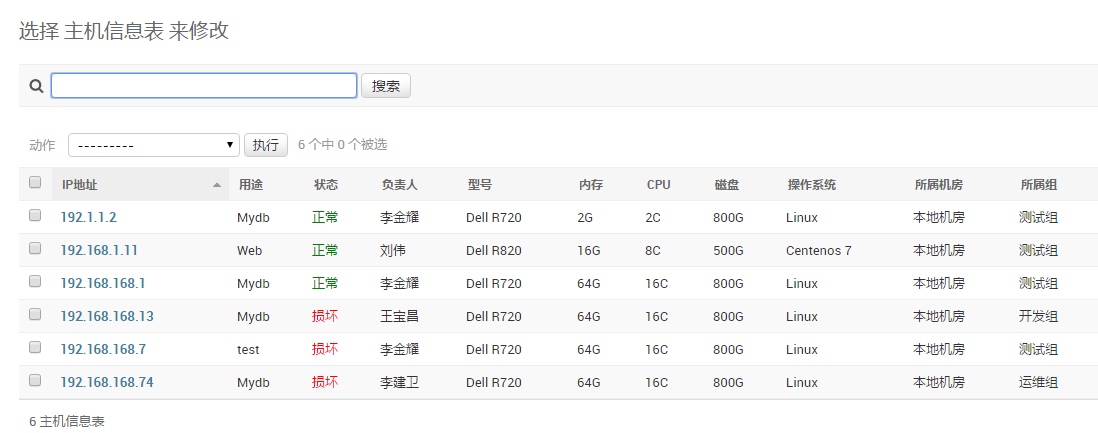 选择 主机信息表 来修改
搜索
动作 --------- 执行 6 个中 0 个被选
IP地址 用途 状态 负责人 型号 内存 CPU 磁盘 操作系统 所属机房 所属组
192.1.1.2 Mydb 正常 李金耀 Dell R720 2G 2C 800G Linux 本地机房 测试组
192.168.1.11 Web 正常 刘伟 Dell R820 16G 8C 500G Centenos 7 本地机房 测试组
192.168.168.1 Mydb 正常 李金耀 Dell R720 64G 16C 800G Linux 本地机房 测试组
192.168.168.13 Mydb 损坏 王宝昌 Dell R720 64G 16C 800G Linux 本地机房 开发组
192.168.168.7 test 损坏 李金耀 Dell R720 64G 16C 800G Linux 本地机房 测试组
192.168.168.74 Mydb 损坏 李建卫 Dell R720 64G 16C 800G Linux 本地机房 运维组
6 主机信息表